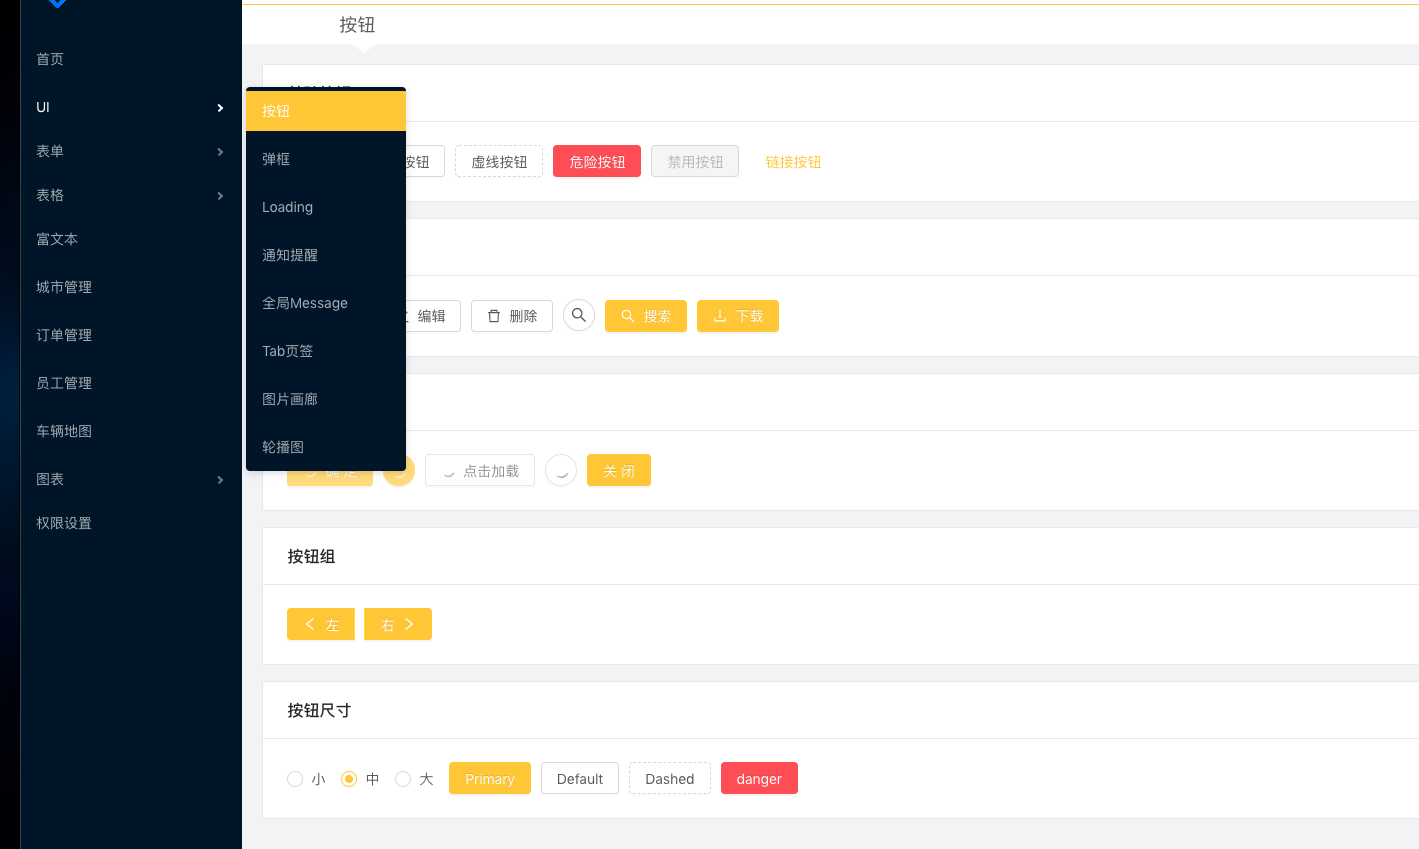 按钮
首页
UI
表单
表格
富文本
城市管理
订单管理
员工管理
车辆地图
图表
权限设置
按钮
弹框
Loading
通知提醒
全局Message
Tab页签
图片画廊
轮播图
按钮 虚线按钮 危险按钮 禁用按钮 链接按钮
编辑 删除 搜索 下载
点击加载 关 闭
按钮组
左 右
按钮尺寸
小 中 大 Primary Default Dashed danger